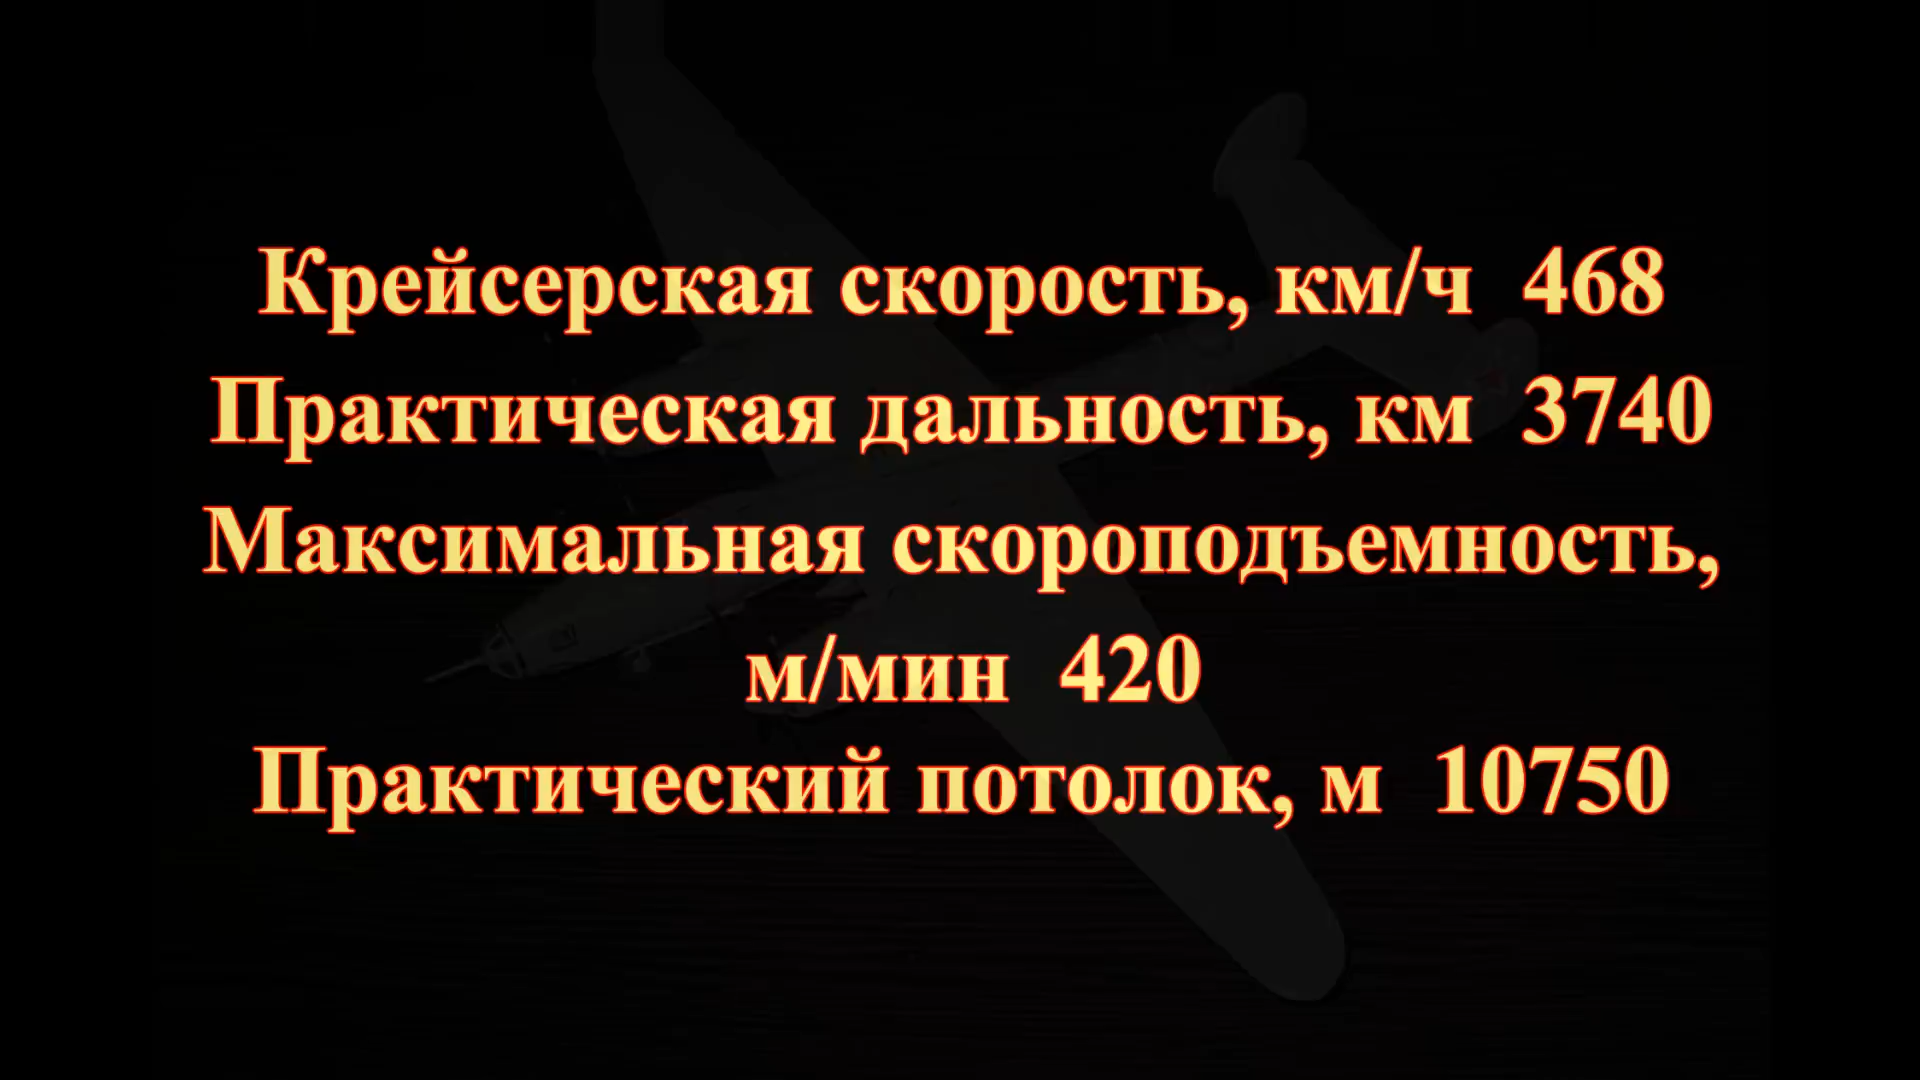 Крейсерская скорость, км/ч 468
Практическая дальность, км 3740
Максимальная скороподъемность,
м/мин 420
Практический потолок, м 10750